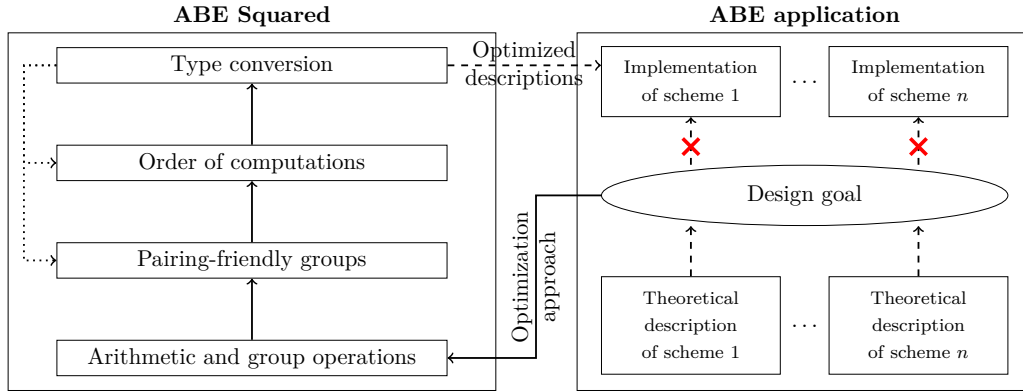 ABE Squared
Type conversion
Order of computations
Pairing-friendly groups
Arithmetic and group operations
Optimized
descriptions
Optimization
approach
ABE application
Implementation
of scheme 1
...
Implementation
of scheme n
Design goal
Theoretical
description
of scheme 1
...
Theoretical
description
of scheme n